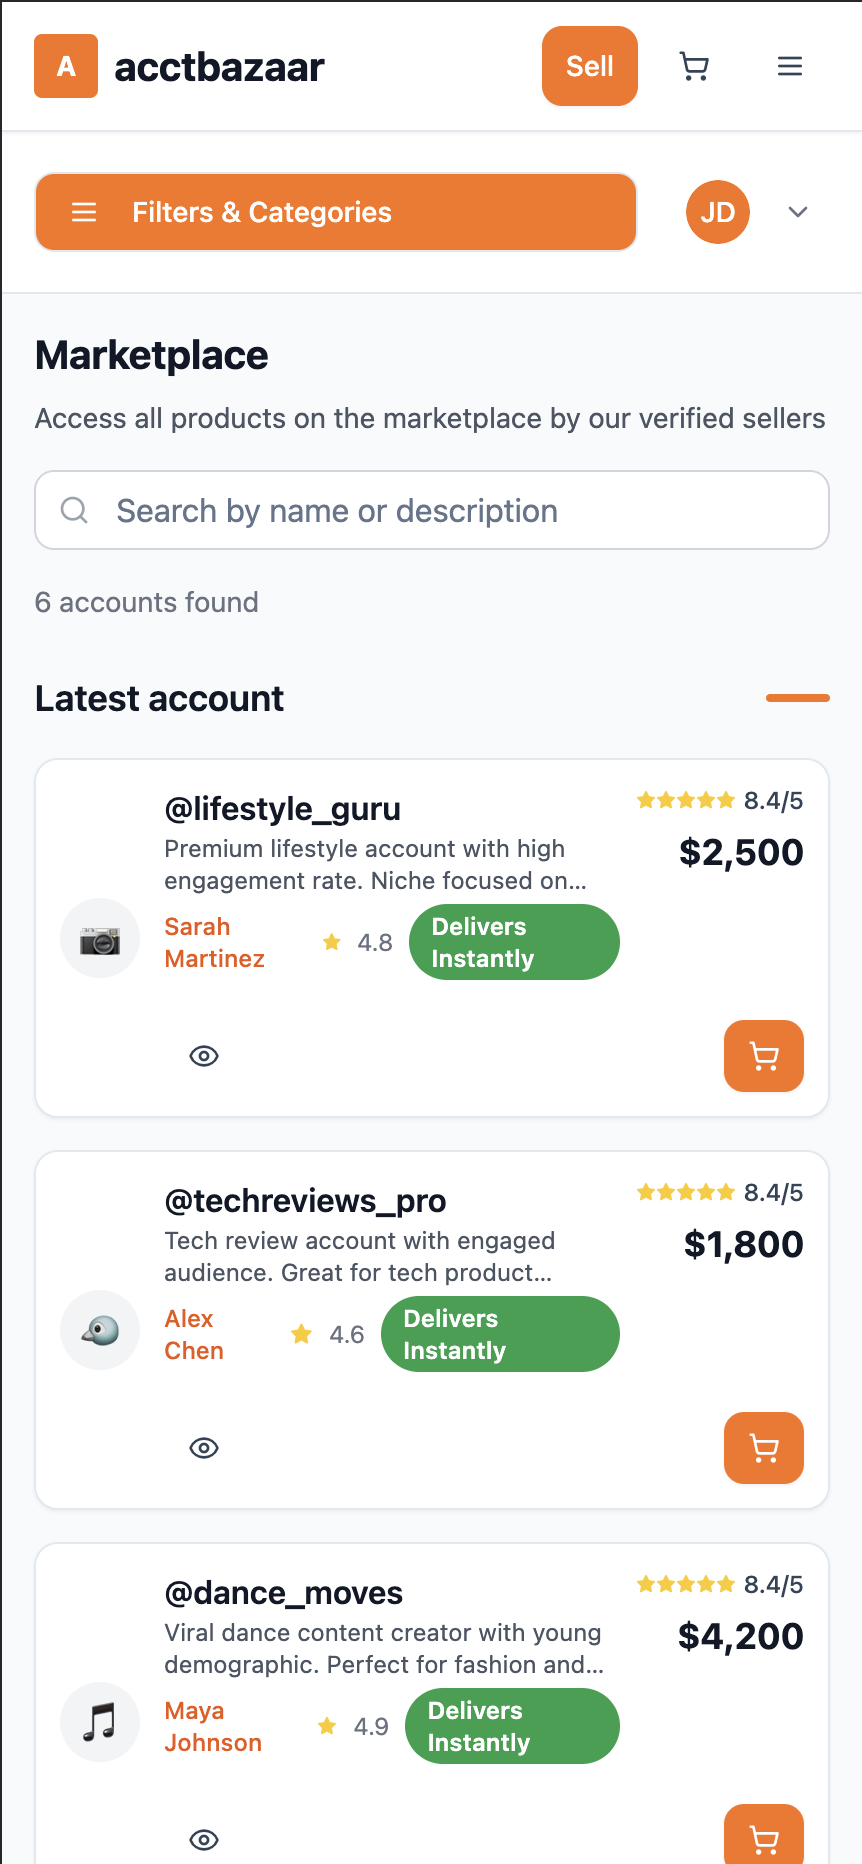 A acctbazaar Sell
Filters & Categories JD
Marketplace
Access all products on the marketplace by our verified sellers
Search by name or description
6 accounts found
Latest account
@lifestyle_guru
8.4/5
Premium lifestyle account with high
engagement rate. Niche focused on...
$2,500
Sarah
Martinez
4.8
Delivers
Instantly
@techreviews_pro
8.4/5
Tech review account with engaged
audience. Great for tech product...
$1,800
Alex
Chen
4.6
Delivers
Instantly
@dance_moves
8.4/5
Viral dance content creator with young
demographic. Perfect for fashion and...
$4,200
Maya
Johnson
4.9
Delivers
Instantly